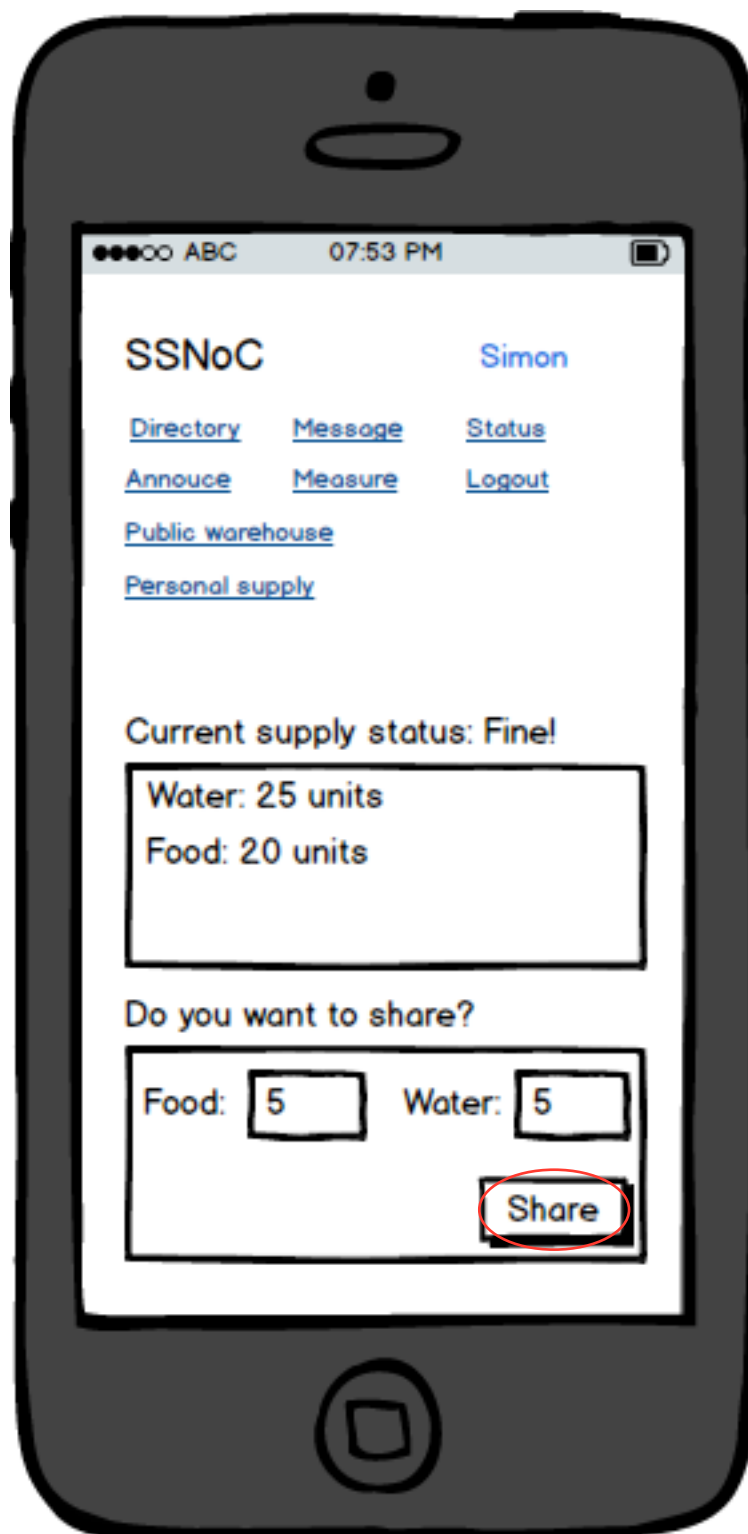 ABC 07:53 PM
SSNoC Simon
Directory Message Status
Annouce Measure Logout
Public warehouse
Personal supply
Current supply status: Fine!
Water: 25 units
Food: 20 units
Do you want to share?
Food: 5 Water: 5
Share